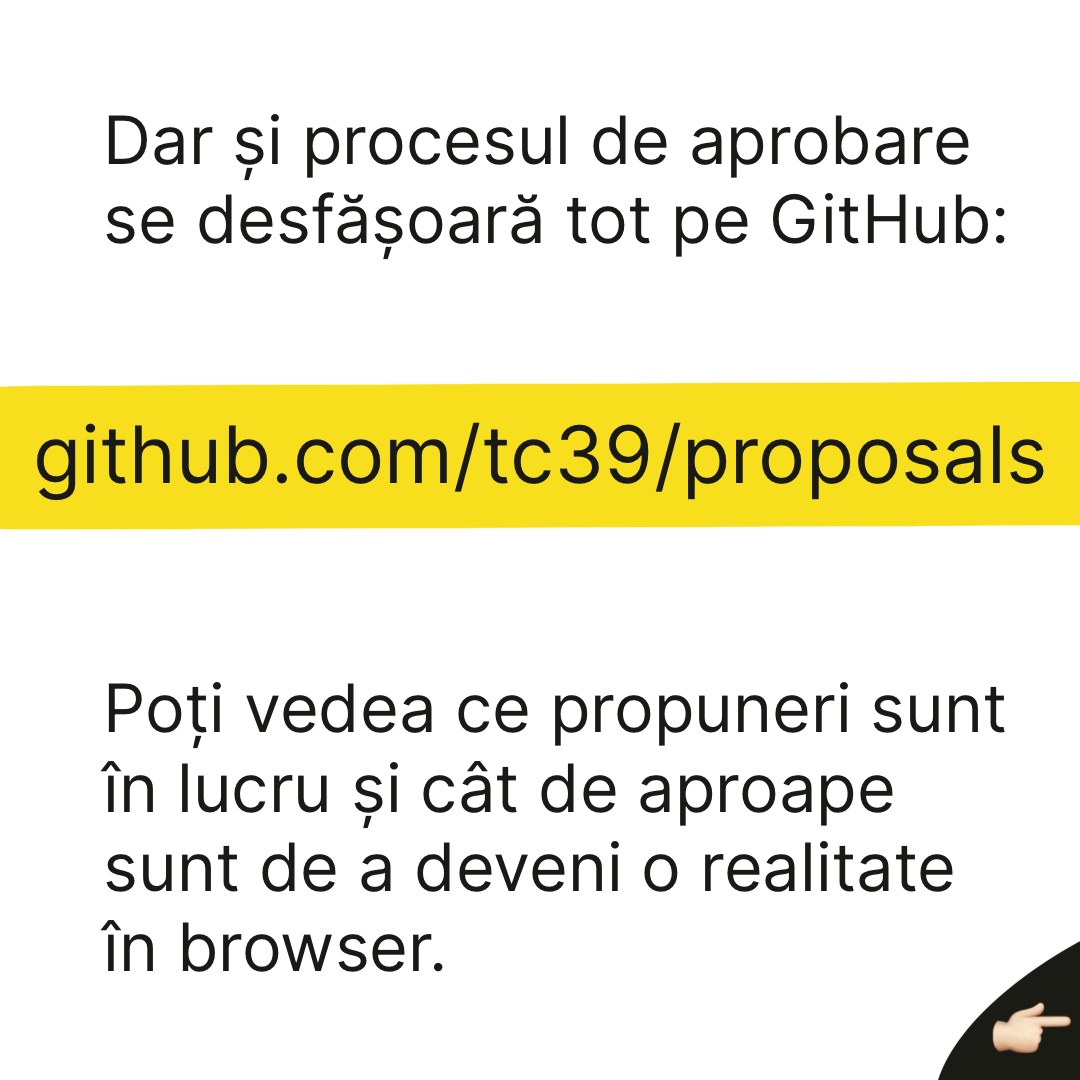 Dar și procesul de aprobare
se desfășoară tot pe GitHub:
github.com/tc39/proposals
Poți vedea ce propuneri sunt
în lucru și cât de aproape
sunt de a deveni o realitate
în browser.